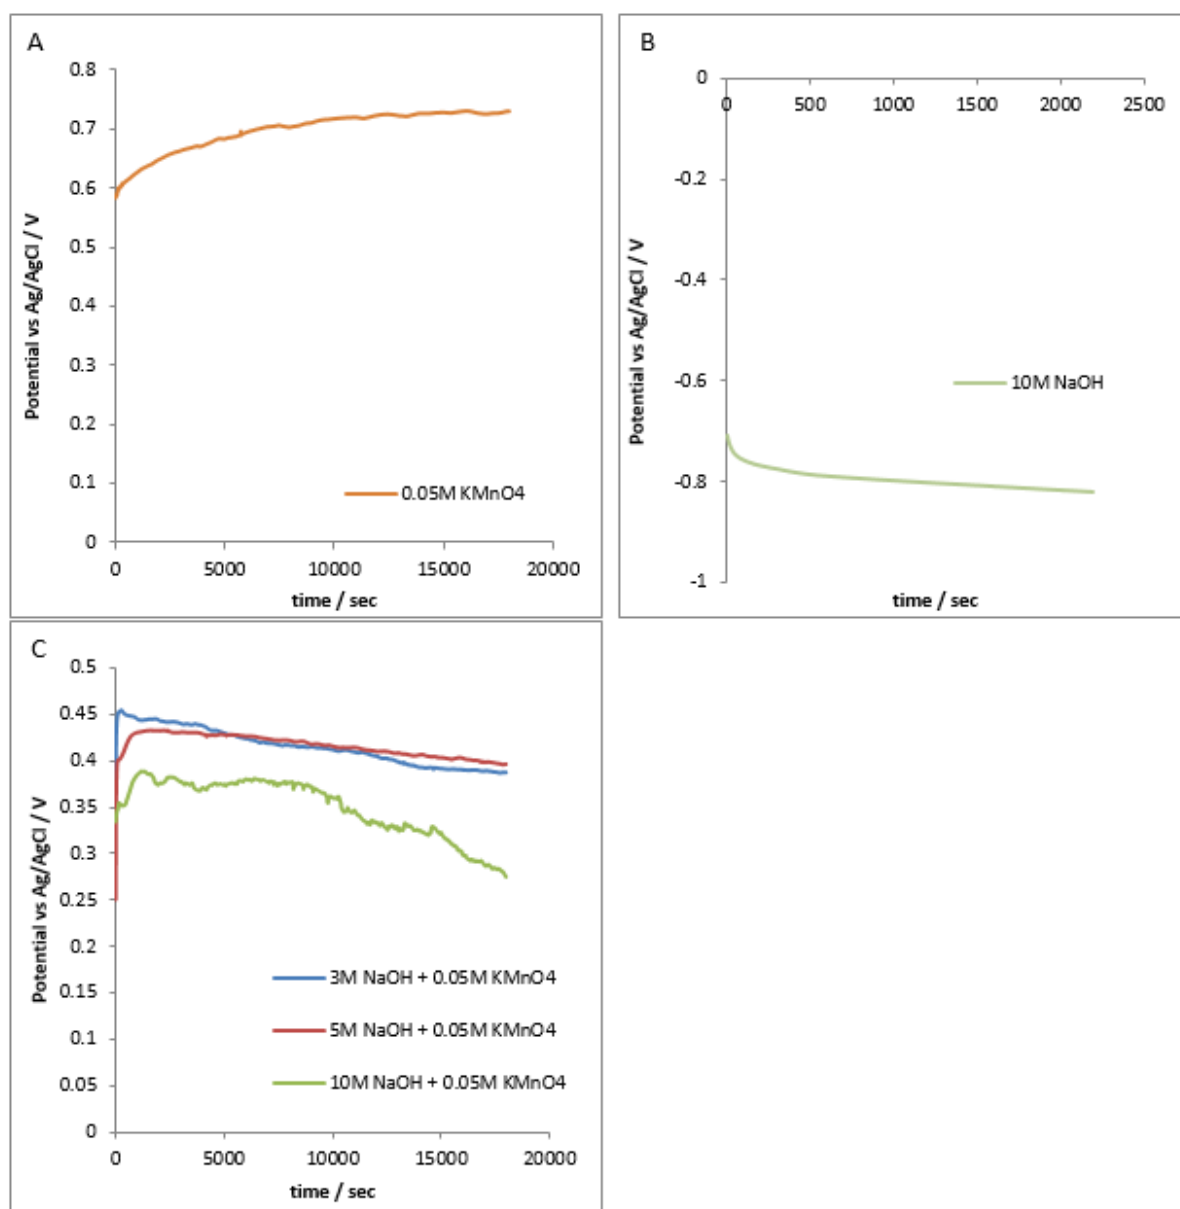 A
Potential vs Ag/AgCl / V
0.8
0.7
0.6
0.5
0.4
0.3
0.2
0.1
0
0.05M KMnO4
0 5000 10000 15000 20000
time / sec
B
Potential vs Ag/AgCl / V
0 500 1000 1500 2000 2500
0
-0.2
-0.4
-0.6
-0.8
-1
10M NaOH
time / sec
C
Potential vs Ag/AgCl / V
0.5
0.45
0.4
0.35
0.3
0.25
0.2
0.15
0.1
0.05
0
3M NaOH + 0.05M KMnO4
5M NaOH + 0.05M KMnO4
10M NaOH + 0.05M KMnO4
0 5000 10000 15000 20000
time / sec